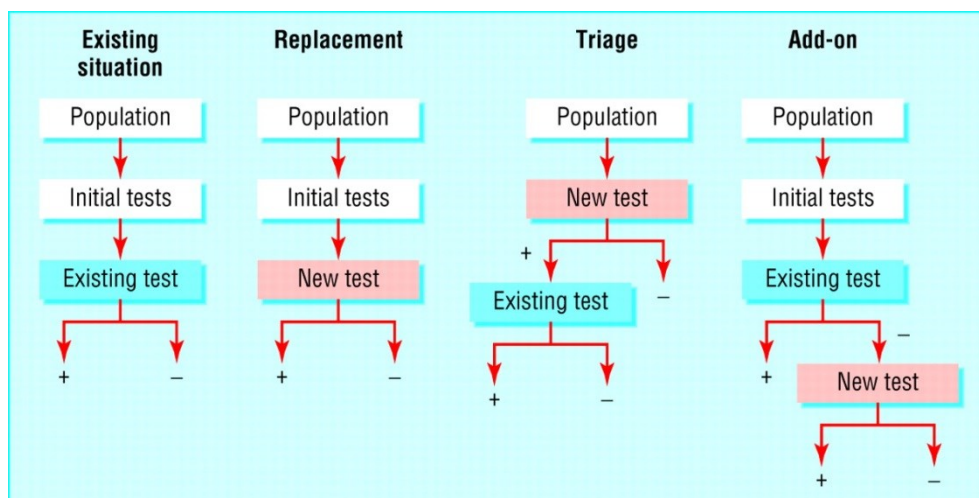 Existing
situation
Population
Initial tests
Existing test
+ −
Replacement
Population
Initial tests
New test
+ −
Triage
Population
New test
+
−
Existing test
+ −
Add-on
Population
Initial tests
Existing test
−
+
New test
+ −